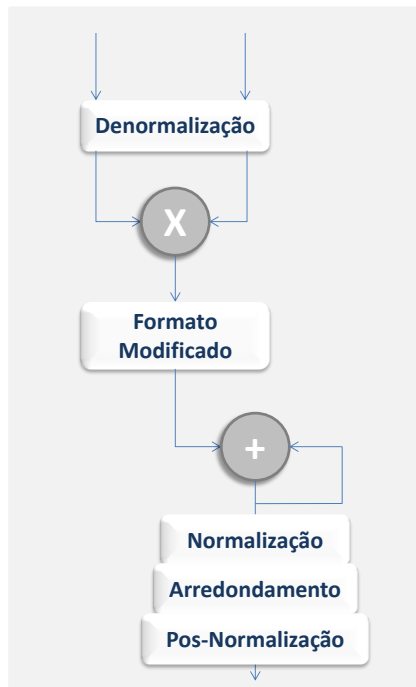 Denormalização
X
Formato
Modificado
+
Normalização
Arredondamento
Pos-Normalização